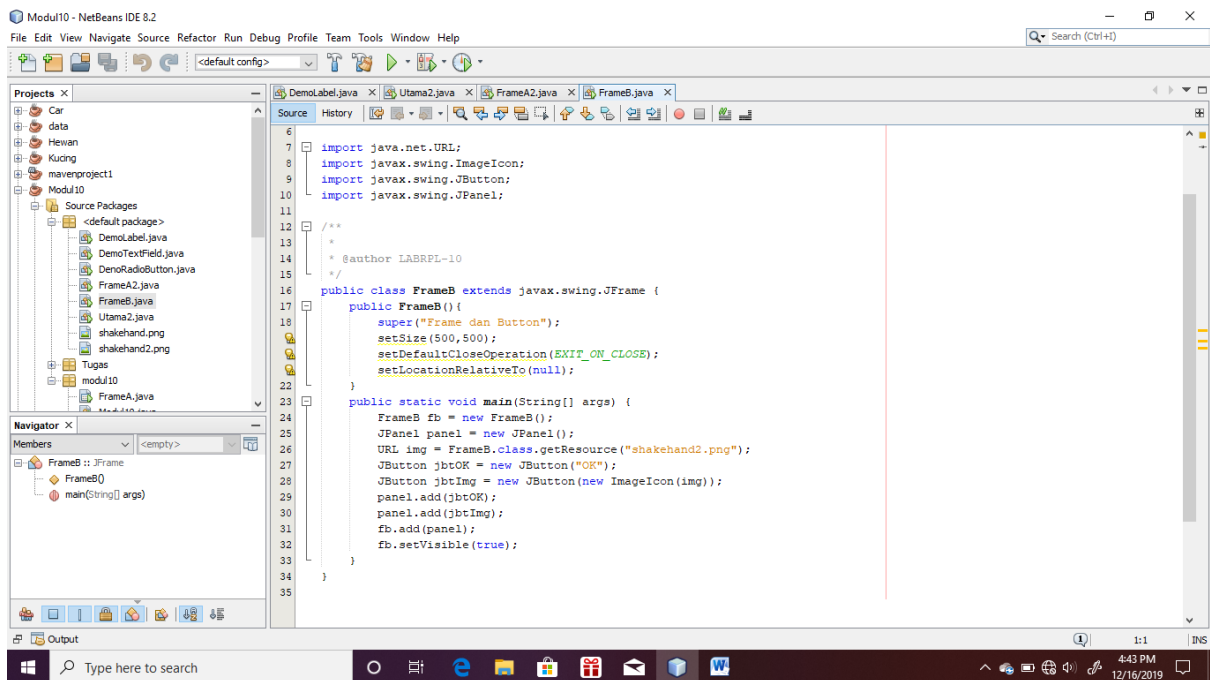 Modul10 - NetBeans IDE 8.2
File Edit View Navigate Source Refactor Run Debug Profile Team Tools Window Help
Search (Ctrl+I)
<default config>
Projects
Car
data
Hewan
Kucing
mavenproject1
Modul10
Source Packages
<default package>
DemoLabel.java
DemoTextField.java
DenoRadioButton.java
FrameA2.java
FrameB.java
Utama2.java
shakehand.png
shakehand2.png
Tugas
modul10
FrameA.java
Navigator
Members
<empty>
FrameB :: JFrame
FrameB()
main(String[] args)
DemoLabel.java Utama2.java FrameA2.java FrameB.java
Source History
6
7 import java.net.URL;
8 import javax.swing.ImageIcon;
9 import javax.swing.JButton;
10 import javax.swing.JPanel;
11
12 /**
13 *
14 * @author LABRPL-10
15 */
16 public class FrameB extends javax.swing.JFrame {
17 public FrameB(){
18 super("Frame dan Button");
setSize(500,500);
setDefaultCloseOperation(EXIT_ON_CLOSE);
setLocationRelativeTo(null);
22 }
23 public static void main(String[] args) {
24 FrameB fb = new FrameB();
25 JPanel panel = new JPanel();
26 URL img = FrameB.class.getResource("shakehand2.png");
27 JButton jbtOK = new JButton("OK");
28 JButton jbtImg = new JButton(new ImageIcon(img));
29 panel.add(jbtOK);
30 panel.add(jbtImg);
31 fb.add(panel);
32 fb.setVisible(true);
33 }
34 }
35
Output
1
1:1
INS
Type here to search
4:43 PM
12/16/2019